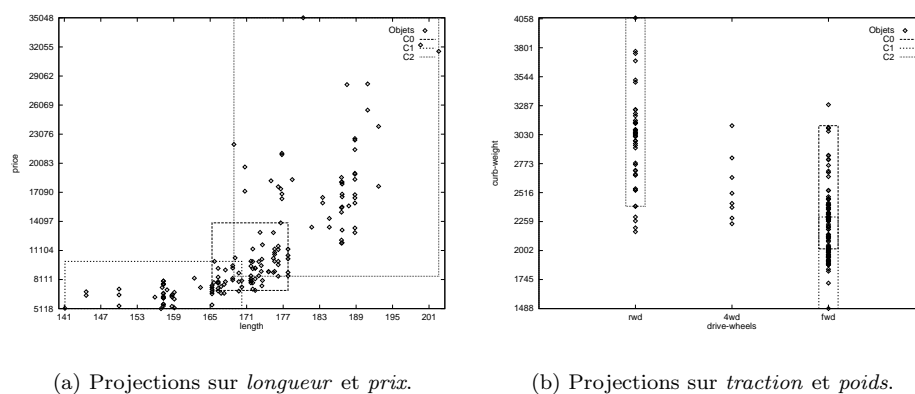 35048
32055
29062
26069
23076
20083
17090
14097
11104
8111
5118
price
141 147 153 159 165 171 177 183 189 195 201
length
Objets
C0
C1
C2
4058
3801
3544
3287
3030
2773
2516
2259
2002
1745
1488
curb-weight
rwd 4wd fwd
drive-wheels
Objets
C0
C1
C2
(a) Projections sur longueur et prix.
(b) Projections sur traction et poids.